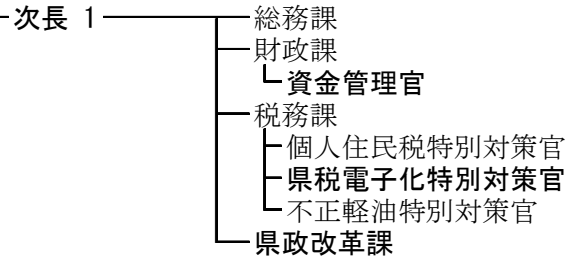 次長 1 総務課
財政課
資金管理官
税務課
個人住民税特別対策官
県税電子化特別対策官
不正軽油特別対策官
県政改革課